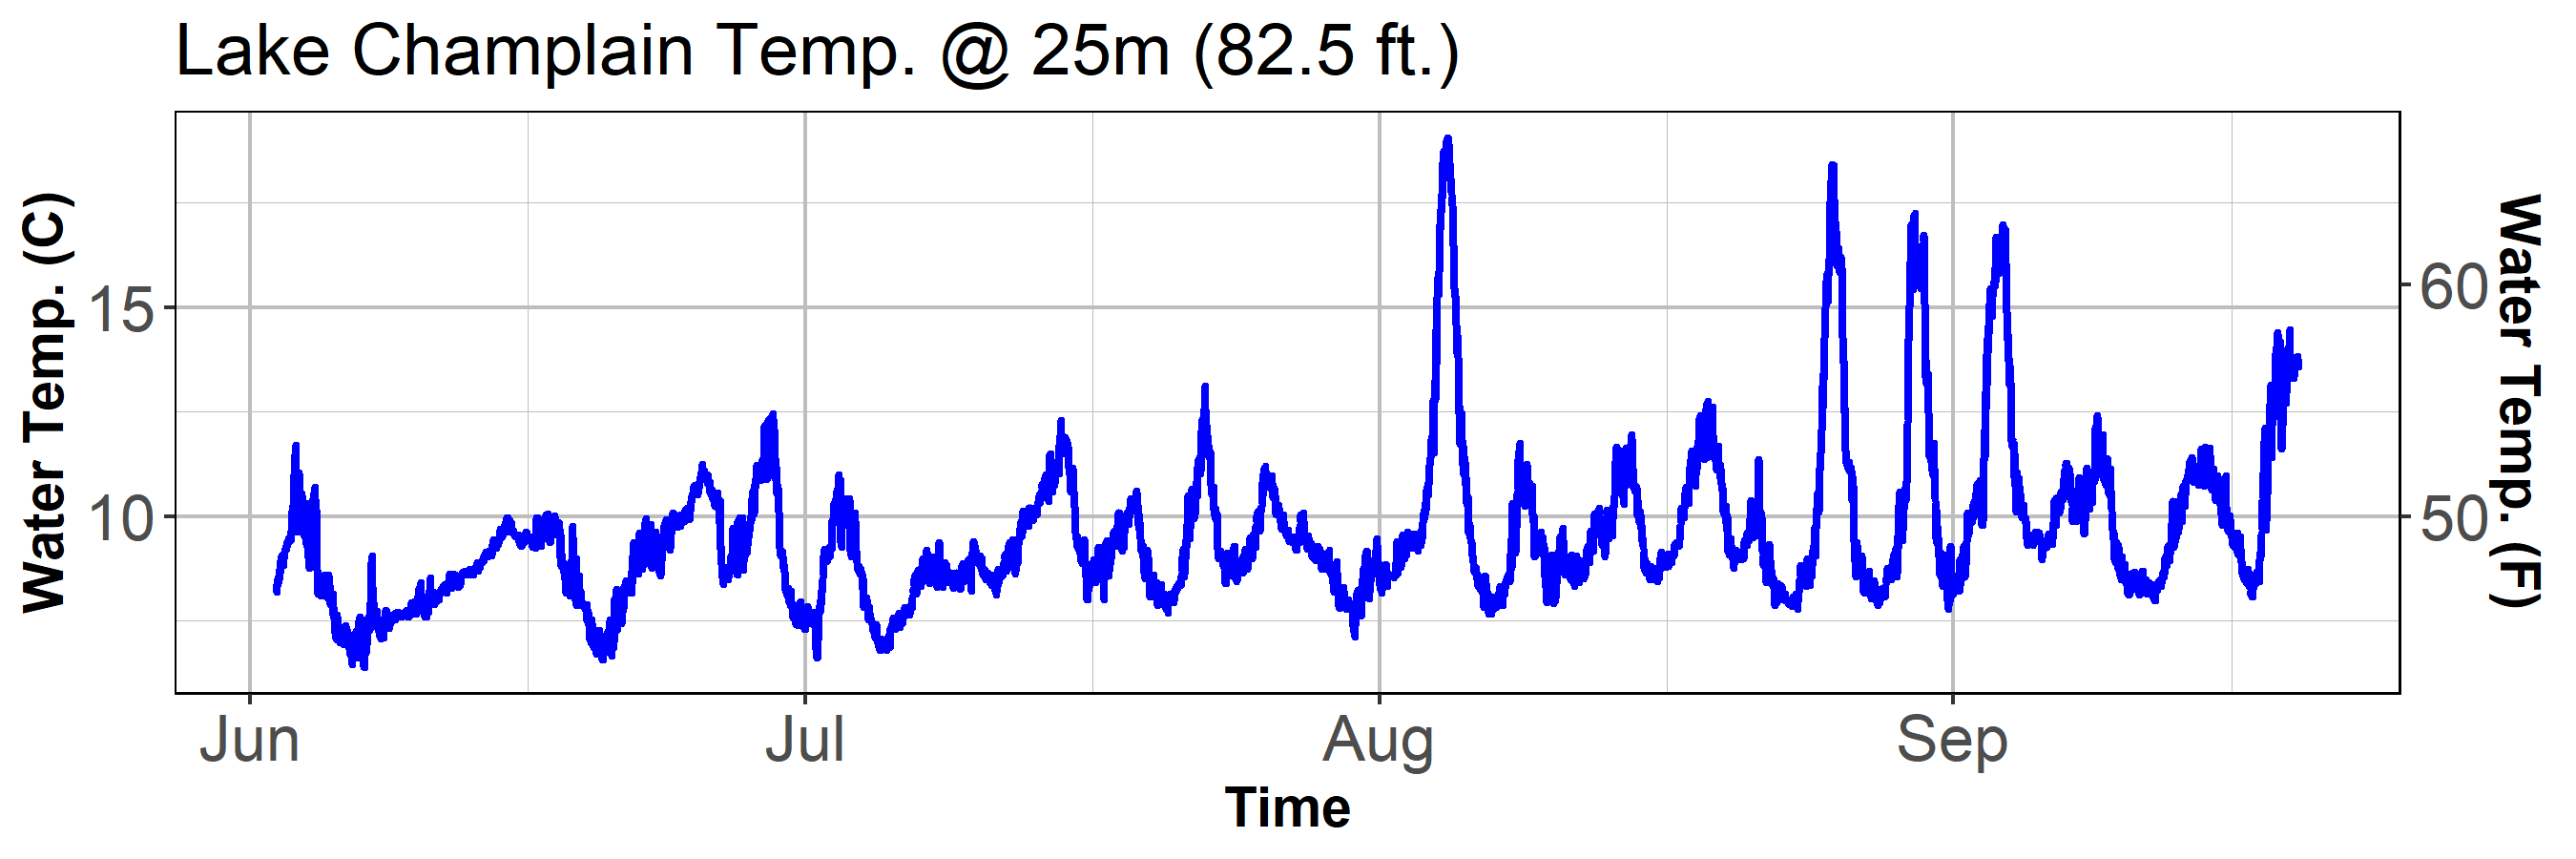 Lake Champlain Temp. @ 25m (82.5 ft.)
Water Temp. (C)
15
10
60
50
Water Temp. (F)
Jun Jul Aug Sep
Time